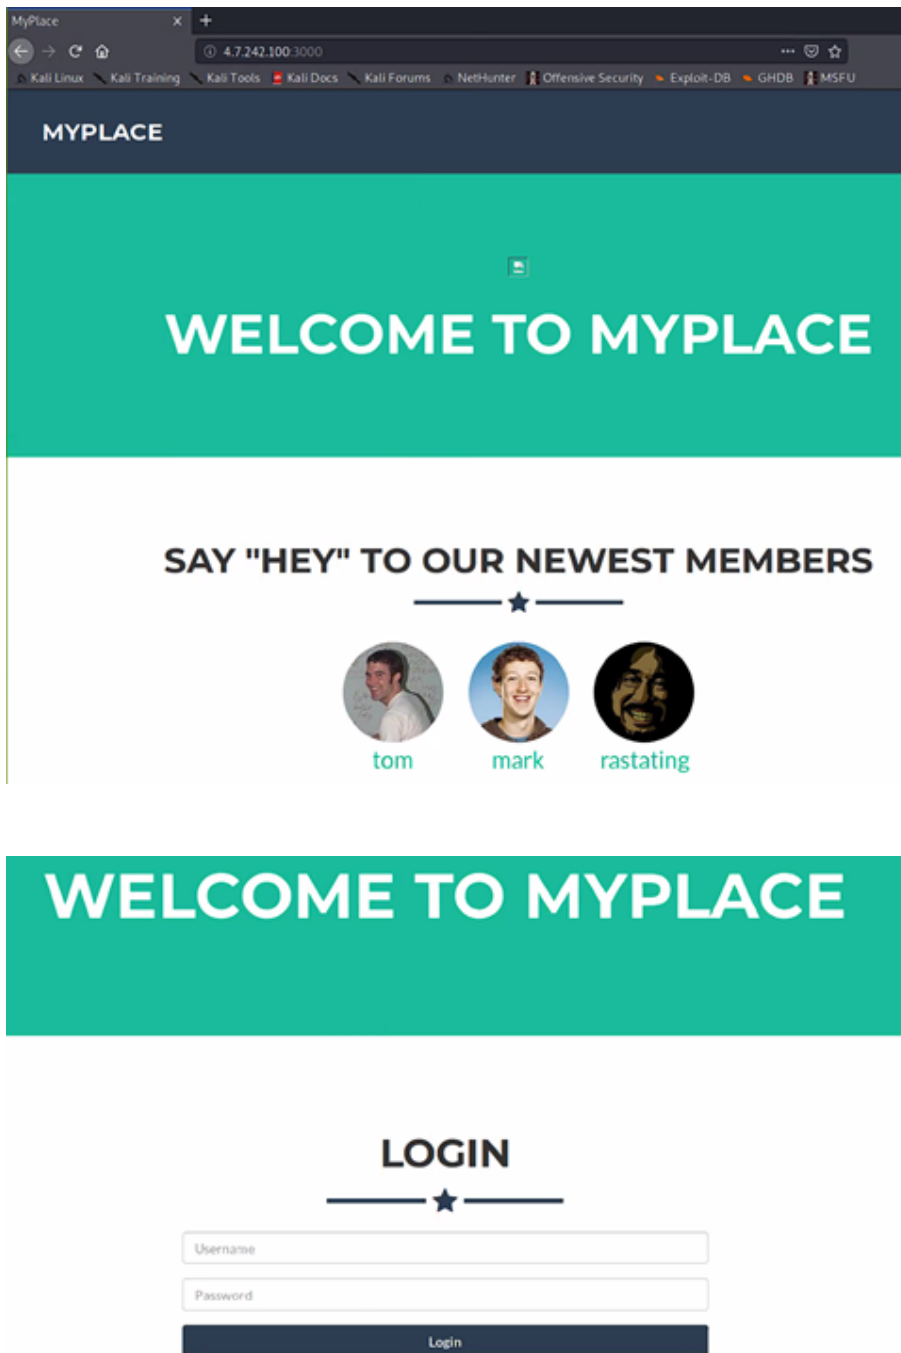 MyPlace × +
4.7.242.100:3000
Kali Linux Kali Training Kali Tools Kali Docs Kali Forums NetHunter Offensive Security Exploit-DB GHDB MSFU
MYPLACE
WELCOME TO MYPLACE
SAY "HEY" TO OUR NEWEST MEMBERS
tom mark rastating
WELCOME TO MYPLACE
LOGIN
Username
Password
Login